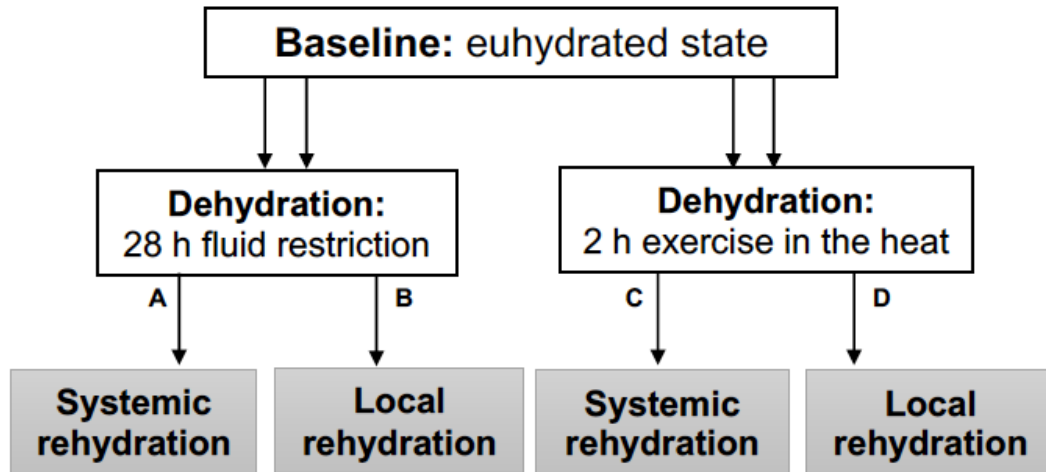 Baseline: euhydrated state
Dehydration:
28 h fluid restriction
Dehydration:
2 h exercise in the heat
A
B
C
D
Systemic
rehydration
Local
rehydration
Systemic
rehydration
Local
rehydration